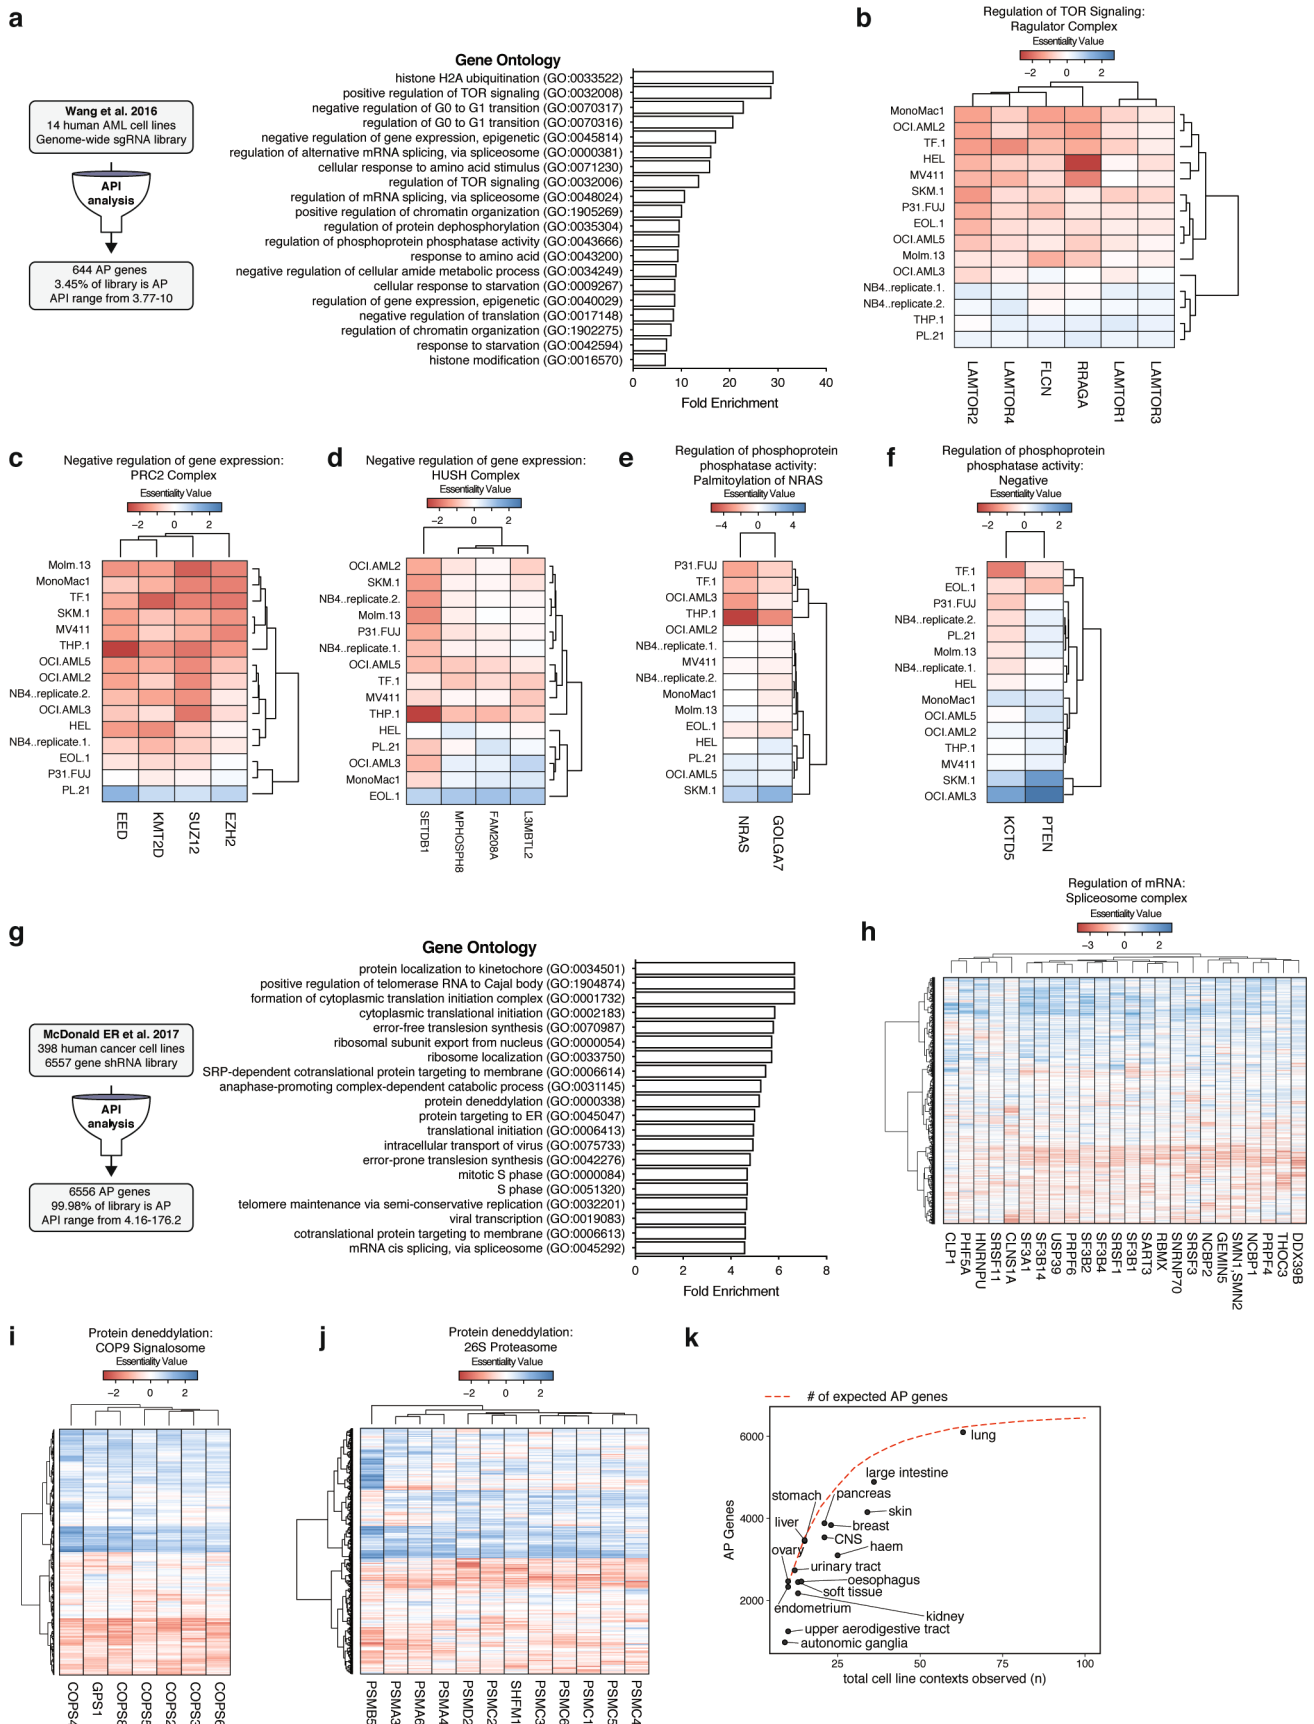 a
Wang et al. 2016
14 human AML cell lines
Genome-wide sgRNA library
API
analysis
644 AP genes
3.45% of library is AP
API range from 3.77-10
Gene Ontology
histone H2A ubiquitination (GO:0033522)
positive regulation of TOR signaling (GO:0032008)
negative regulation of G0 to G1 transition (GO:0070317)
regulation of G0 to G1 transition (GO:0070316)
negative regulation of gene expression, epigenetic (GO:0045814)
regulation of alternative mRNA splicing, via spliceosome (GO:0000381)
cellular response to amino acid stimulus (GO:0071230)
regulation of TOR signaling (GO:0032006)
regulation of mRNA splicing, via spliceosome (GO:0048024)
positive regulation of chromatin organization (GO:1905269)
regulation of protein dephosphorylation (GO:0035304)
regulation of phosphoprotein phosphatase activity (GO:0043666)
response to amino acid (GO:0043200)
negative regulation of cellular amide metabolic process (GO:0034249)
cellular response to starvation (GO:0009267)
regulation of gene expression, epigenetic (GO:0040029)
negative regulation of translation (GO:0017148)
regulation of chromatin organization (GO:1902275)
response to starvation (GO:0042594)
histone modification (GO:0016570)
0 10 20 30 40
Fold Enrichment
b
Regulation of TOR Signaling:
Ragulator Complex
Essentiality Value
−2 0 2
MonoMac1
OCI.AML2
TF.1
HEL
MV411
SKM.1
P31.FUJ
EOL.1
OCI.AML5
Molm.13
OCI.AML3
NB4..replicate.1.
NB4..replicate.2.
THP.1
PL.21
LAMTOR2
LAMTOR4
FLCN
RRAGA
LAMTOR1
LAMTOR3
c
Negative regulation of gene expression:
PRC2 Complex
Essentiality Value
−2 0 2
Molm.13
MonoMac1
TF.1
SKM.1
MV411
THP.1
OCI.AML5
OCI.AML2
NB4..replicate.2.
OCI.AML3
HEL
NB4..replicate.1.
EOL.1
P31.FUJ
PL.21
EED
KMT2D
SUZ12
EZH2
d
Negative regulation of gene expression:
HUSH Complex
Essentiality Value
−2 0 2
OCI.AML2
SKM.1
NB4..replicate.2.
Molm.13
P31.FUJ
NB4..replicate.1.
OCI.AML5
TF.1
MV411
THP.1
HEL
PL.21
OCI.AML3
MonoMac1
EOL.1
SETDB1
MPHOSPH8
FAM208A
L3MBTL2
e
Regulation of phosphoprotein
phosphatase activity:
Palmitoylation of NRAS
Essentiality Value
−4 0 4
P31.FUJ
TF.1
OCI.AML3
THP.1
OCI.AML2
NB4..replicate.1.
MV411
NB4..replicate.2.
MonoMac1
Molm.13
EOL.1
HEL
PL.21
OCI.AML5
SKM.1
NRAS
GOLGA7
f
Regulation of phosphoprotein
phosphatase activity:
Negative
Essentiality Value
−2 0 2
TF.1
EOL.1
P31.FUJ
NB4..replicate.2.
PL.21
Molm.13
NB4..replicate.1.
HEL
MonoMac1
OCI.AML5
OCI.AML2
THP.1
MV411
SKM.1
OCI.AML3
KCTD5
PTEN
g
McDonald ER et al. 2017
398 human cancer cell lines
6557 gene shRNA library
API
analysis
6556 AP genes
99.98% of library is AP
API range from 4.16-176.2
Gene Ontology
protein localization to kinetochore (GO:0034501)
positive regulation of telomerase RNA to Cajal body (GO:1904874)
formation of cytoplasmic translation initiation complex (GO:0001732)
cytoplasmic translational initiation (GO:0002183)
error-free translesion synthesis (GO:0070987)
ribosomal subunit export from nucleus (GO:0000054)
ribosome localization (GO:0033750)
SRP-dependent cotranslational protein targeting to membrane (GO:0006614)
anaphase-promoting complex-dependent catabolic process (GO:0031145)
protein deneddylation (GO:0000338)
protein targeting to ER (GO:0045047)
translational initiation (GO:0006413)
intracellular transport of virus (GO:0075733)
error-prone translesion synthesis (GO:0042276)
mitotic S phase (GO:0000084)
S phase (GO:0051320)
telomere maintenance via semi-conservative replication (GO:0032201)
viral transcription (GO:0019083)
cotranslational protein targeting to membrane (GO:0006613)
mRNA cis splicing, via spliceosome (GO:0045292)
0 2 4 6 8
Fold Enrichment
h
Regulation of mRNA:
Spliceosome complex
Essentiality Value
−3 0 2
CLP1
PHF5A
HNRNPU
SRSF11
CLNS1A
SF3A1
SF3B14
USP39
PRPF6
SF3B2
SF3B4
SRSF1
SF3B1
SART3
RBMX
SNRNP70
SRSF3
NCBP2
GEMIN5
SMN1,SMN2
NCBP1
PRPF4
THOC3
DDX39B
i
Protein deneddylation:
COP9 Signalosome
Essentiality Value
−2 0 2
COPS4
GPS1
COPS8
COPS5
COPS2
COPS3
COPS6
j
Protein deneddylation:
26S Proteasome
Essentiality Value
−2 0 2
PSMB5
PSMA3
PSMA6
PSMA4
PSMD2
PSMC2
SHFM1
PSMC3
PSMC6
PSMC1
PSMC5
PSMC4
k
# of expected AP genes
AP Genes
6000
4000
2000
lung
large intestine
stomach
pancreas
skin
liver
breast
CNS
ovary
haem
urinary tract
oesophagus
soft tissue
endometrium
kidney
upper aerodigestive tract
autonomic ganglia
25 50 75 100
total cell line contexts observed (n)